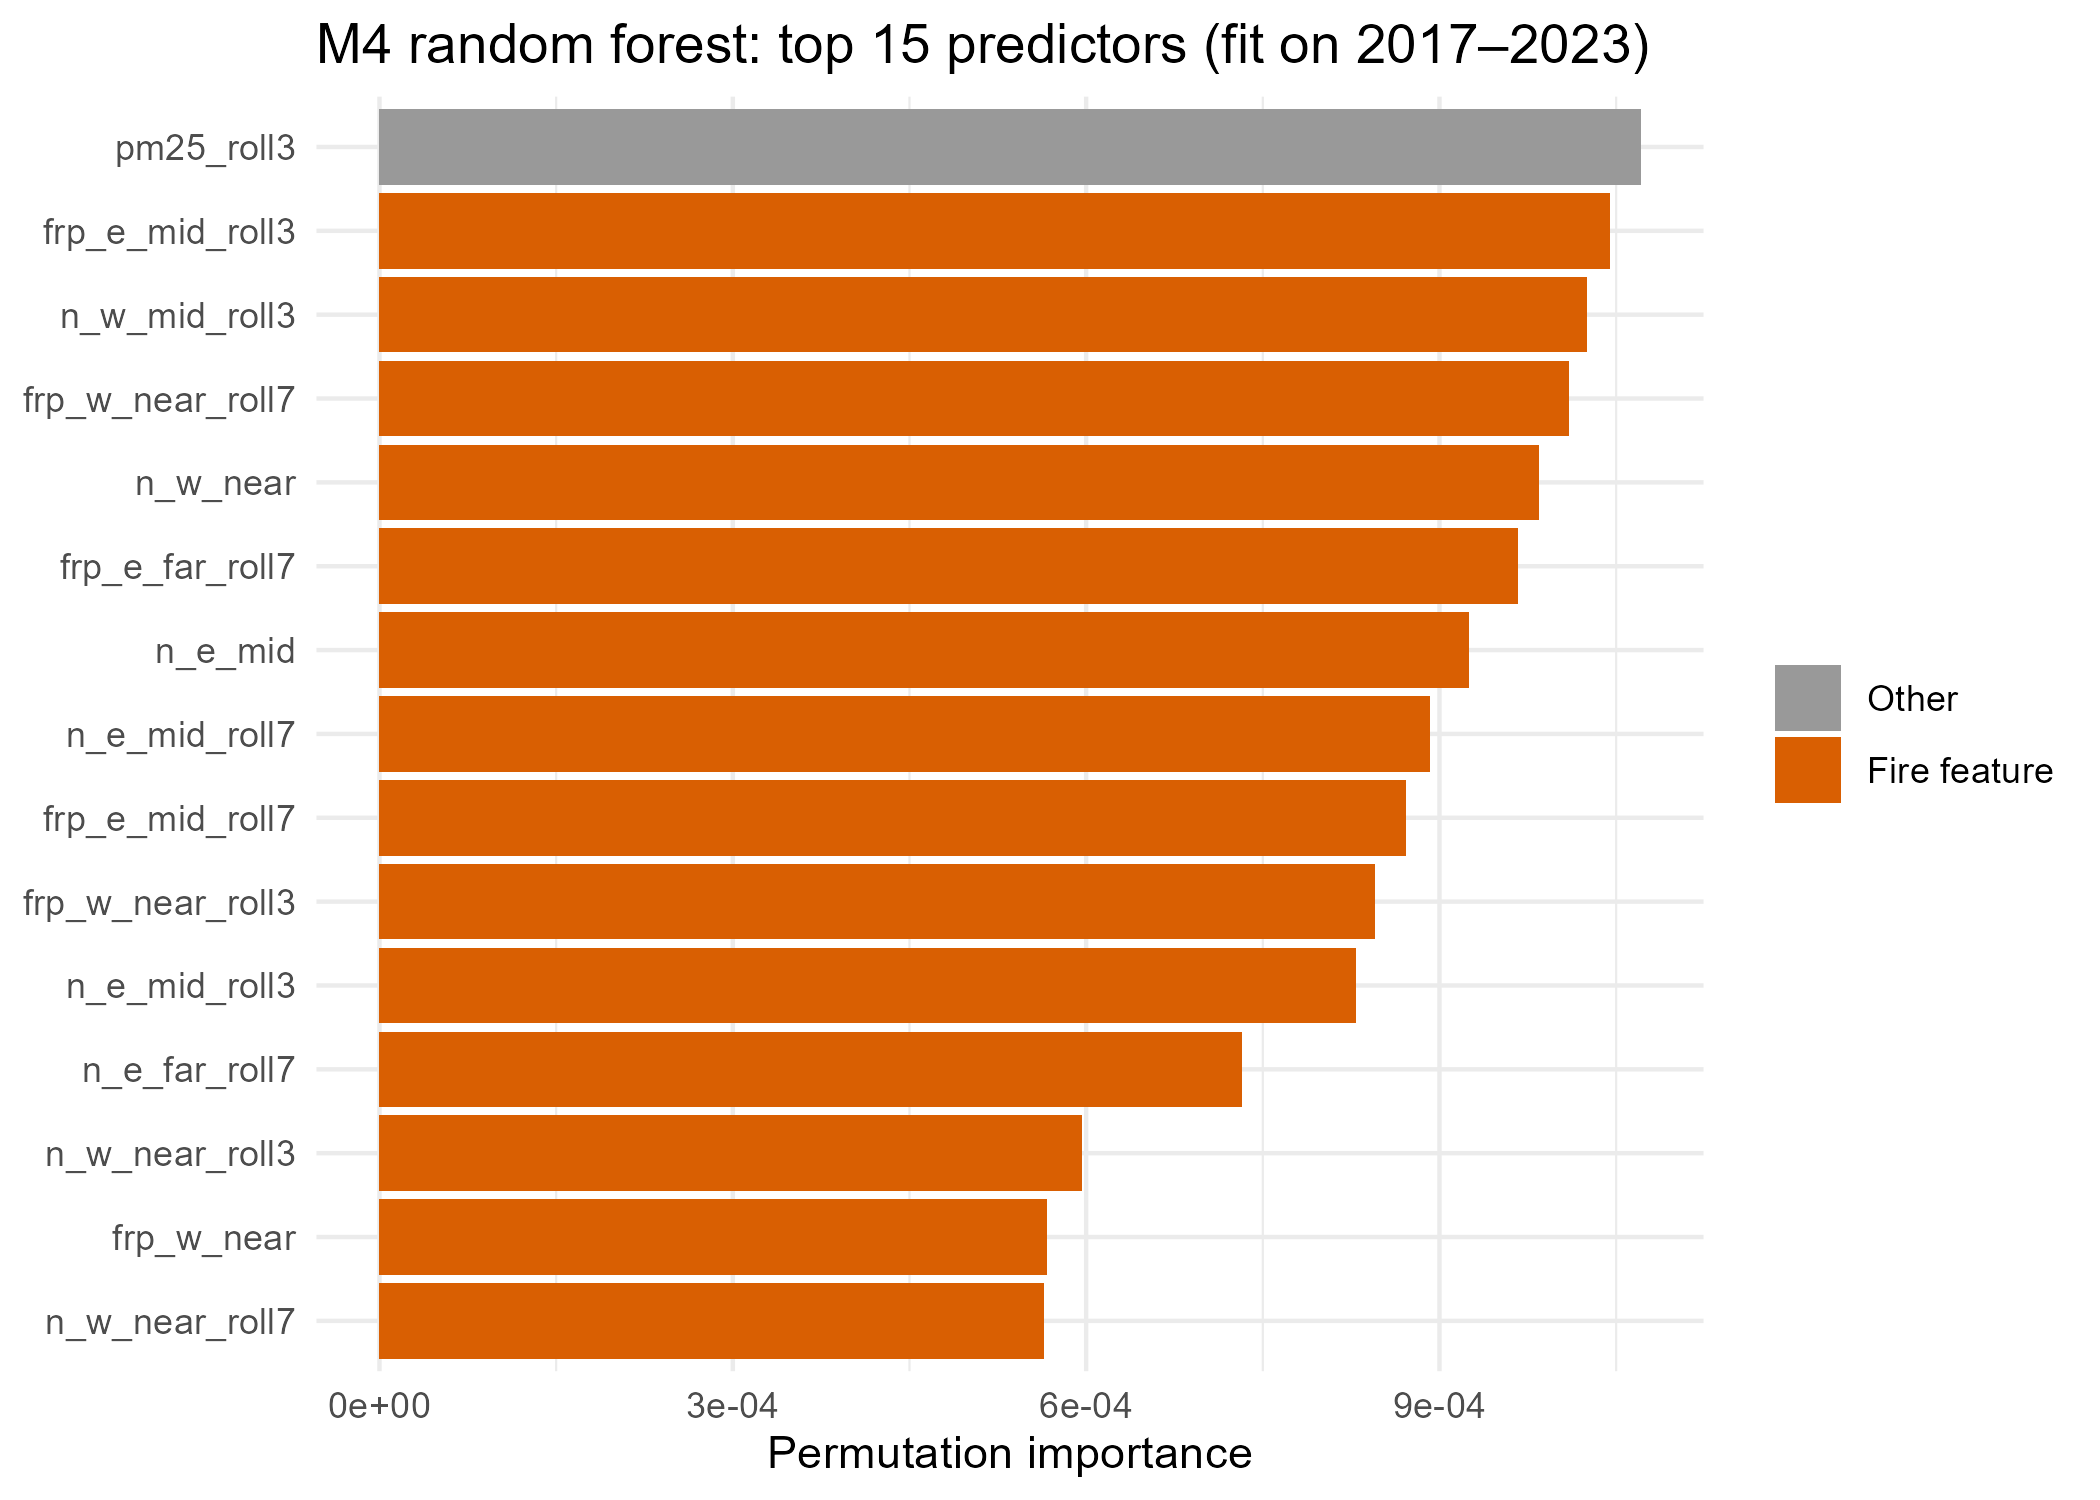 M4 random forest: top 15 predictors (fit on 2017–2023)
pm25_roll3
frp_e_mid_roll3
n_w_mid_roll3
frp_w_near_roll7
n_w_near
frp_e_far_roll7
n_e_mid
n_e_mid_roll7
frp_e_mid_roll7
frp_w_near_roll3
n_e_mid_roll3
n_e_far_roll7
n_w_near_roll3
frp_w_near
n_w_near_roll7
0e+00 3e-04 6e-04 9e-04
Permutation importance
Other
Fire feature